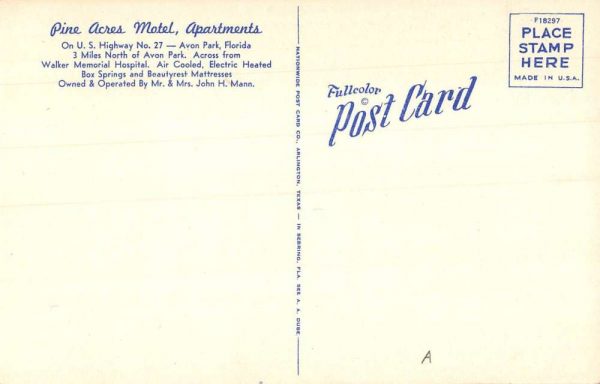 Pine Acres Motel, Apartments
On U. S. Highway No. 27 — Avon Park, Florida
3 Miles North of Avon Park. Across from
Walker Memorial Hospital. Air Cooled, Electric Heated
Box Springs and Beautyrest Mattresses
Owned & Operated By Mr. & Mrs. John H. Mann.
NATIONWIDE POST CARD CO., ARLINGTON, TEXAS — IN SEBRING, FLA. SEE A. A. DUBE
Fullcolor
©
Post Card
F18297
PLACE
STAMP
HERE
MADE IN U.S.A.
A